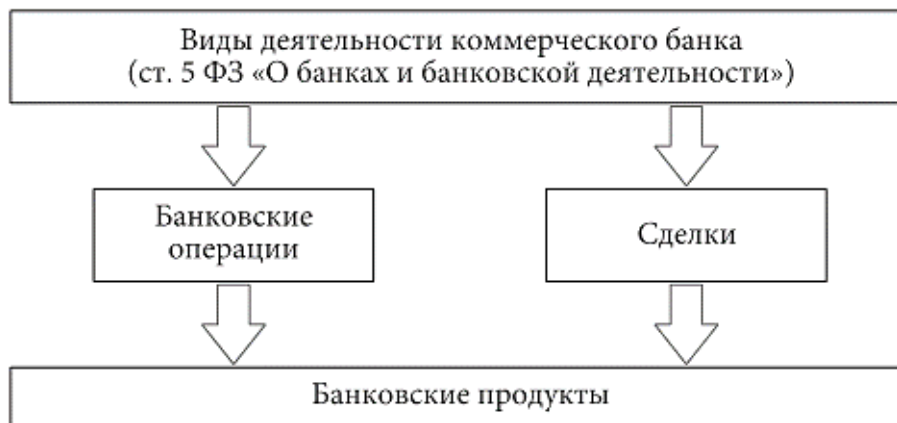 Виды деятельности коммерческого банка
(ст. 5 ФЗ «О банках и банковской деятельности»)
Банковские
операции
Сделки
Банковские продукты